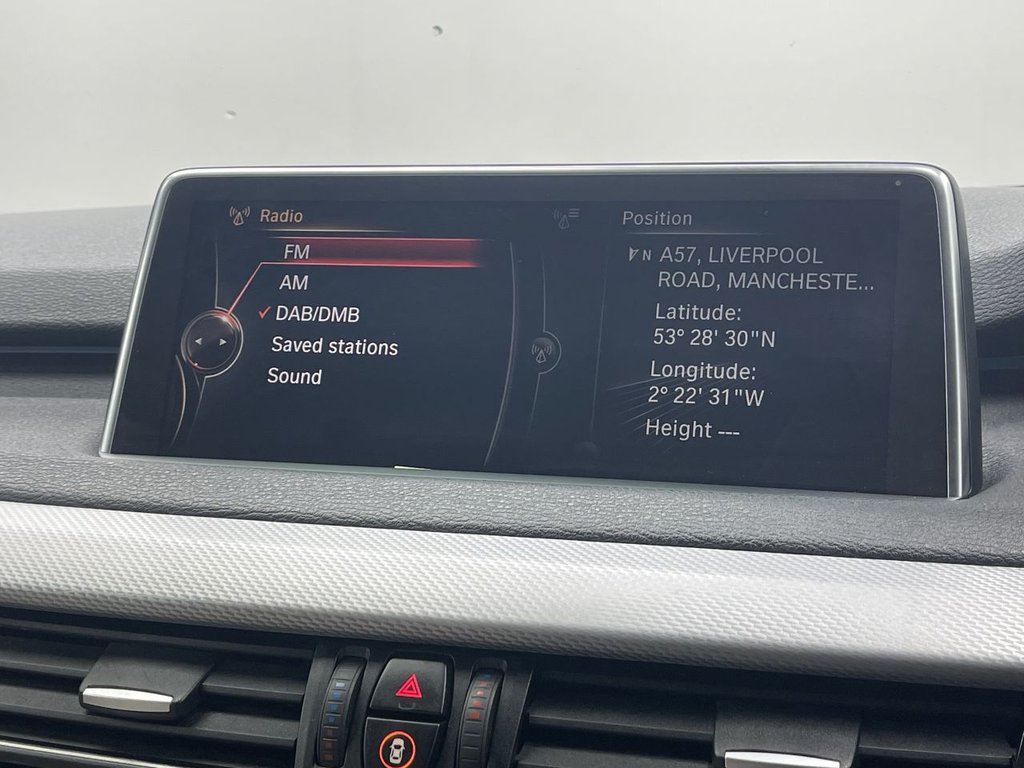 Radio
FM
AM
DAB/DMB
Saved stations
Sound
Position
N A57, LIVERPOOL
ROAD, MANCHESTE...
Latitude:
53° 28' 30"N
Longitude:
2° 22' 31"W
Height ---